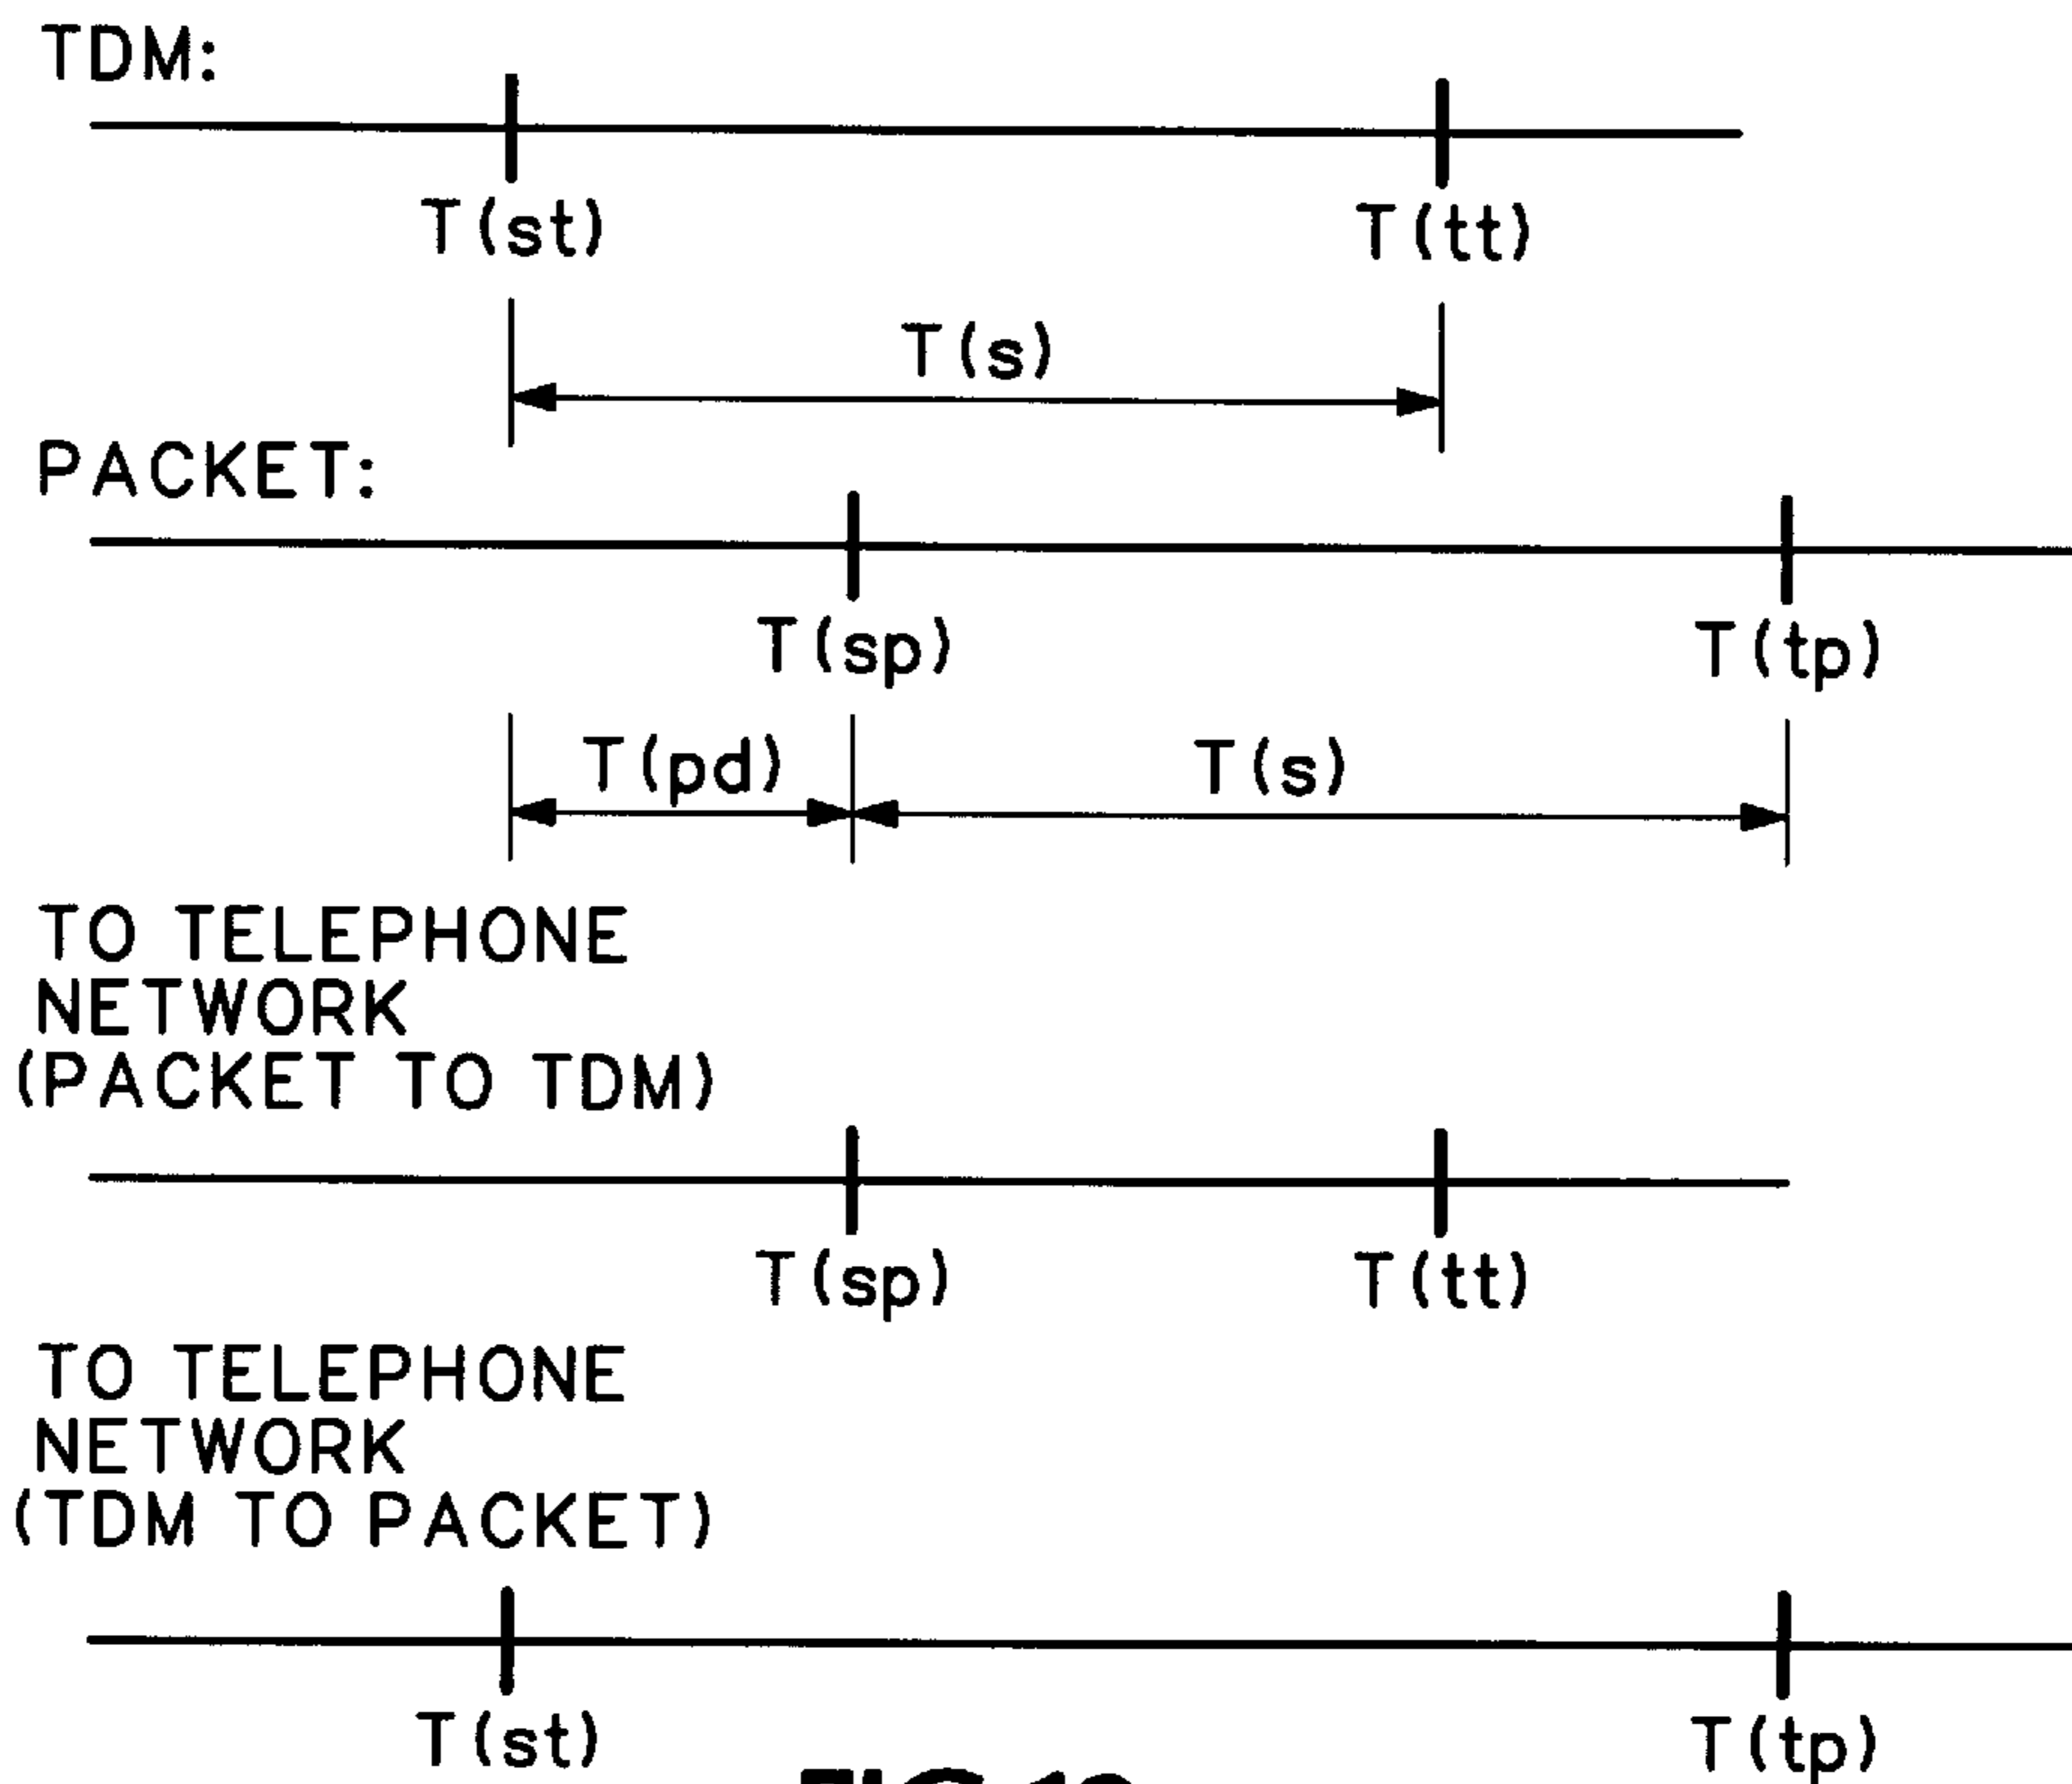 TDM:
T(st) T(tt)
T(s)
PACKET:
T(sp) T(tp)
T(pd) T(s)
TO TELEPHONE
NETWORK
(PACKET TO TDM)
T(sp) T(tt)
TO TELEPHONE
NETWORK
(TDM TO PACKET)
T(st) T(tp)